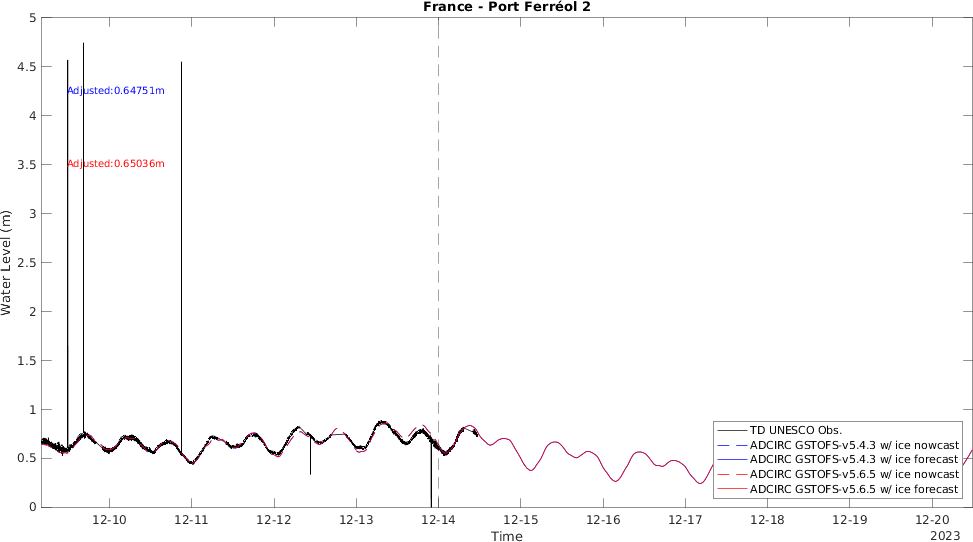 France - Port Ferréol 2
5
4.5
4
3.5
3
2.5
2
1.5
1
0.5
0
Water Level (m)
Adjusted:0.64751m
Adjusted:0.65036m
TD UNESCO Obs.
ADCIRC GSTOFS-v5.4.3 w/ ice nowcast
ADCIRC GSTOFS-v5.4.3 w/ ice forecast
ADCIRC GSTOFS-v5.6.5 w/ ice nowcast
ADCIRC GSTOFS-v5.6.5 w/ ice forecast
12-10 12-11 12-12 12-13 12-14 12-15 12-16 12-17 12-18 12-19 12-20
Time
2023